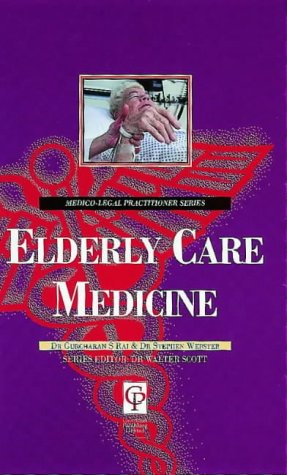 MEDICO-LEGAL PRACTITIONER SERIES
ELDERLY CARE
MEDICINE
DR GURCHARAN S RAI & DR STEPHEN WEBSTER
SERIES EDITOR: DR WALTER SCOTT
CP